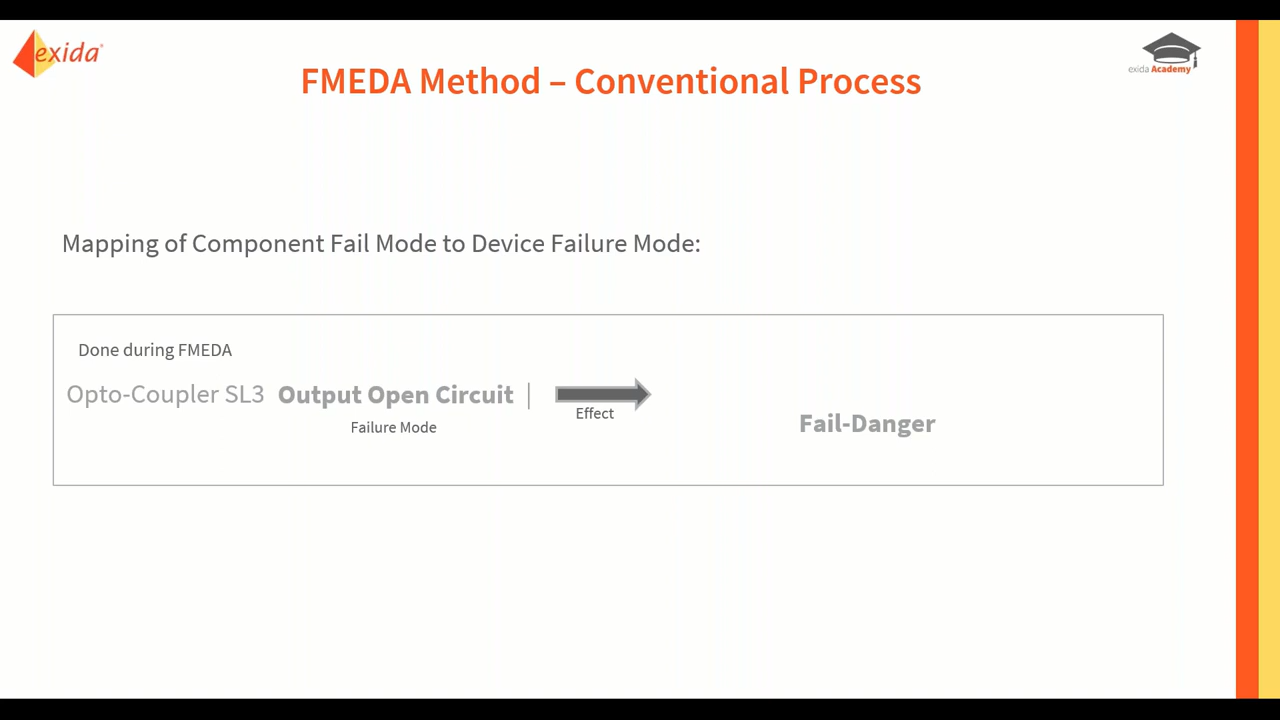 exida
exida Academy
FMEDA Method – Conventional Process
Mapping of Component Fail Mode to Device Failure Mode:
Done during FMEDA
Opto-Coupler SL3 Output Open Circuit |
Effect
Failure Mode
Fail-Danger